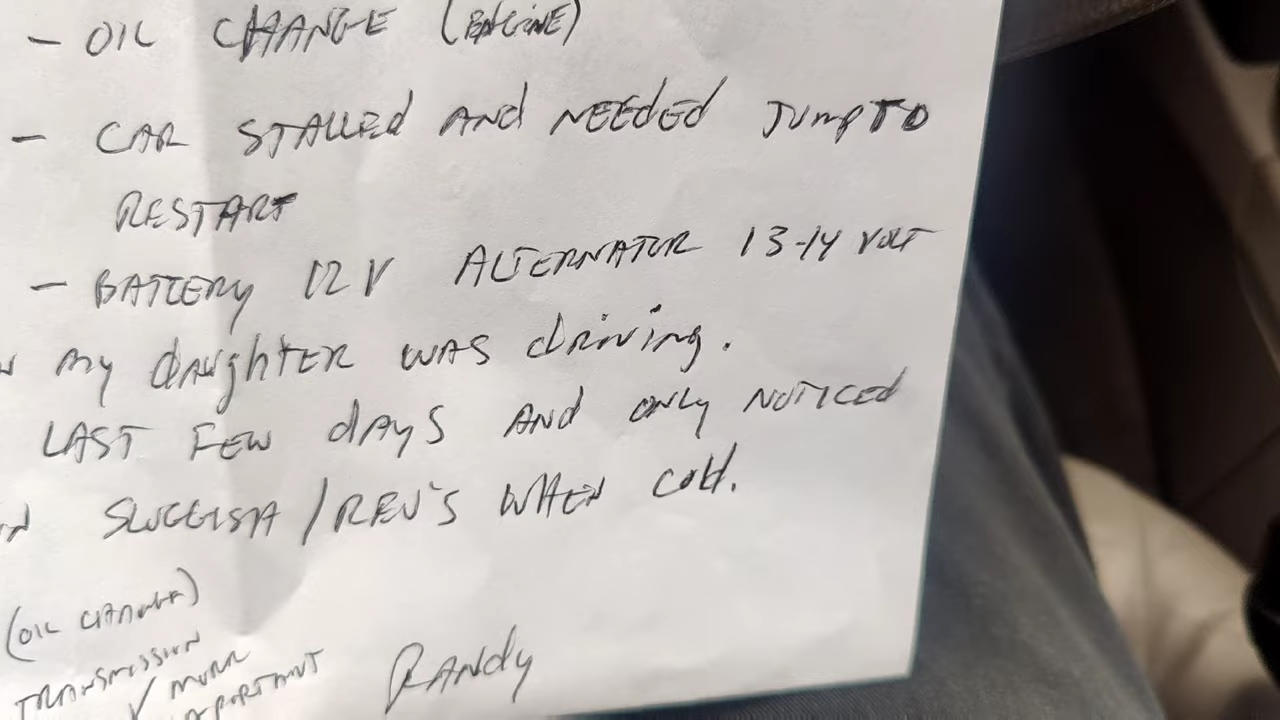 - OIL CHANGE (ENGINE)
- CAR STALLED AND NEEDED JUMP TO
RESTART
- BATTERY 12 V ALTERNATOR 13-14 VOLT
MY daughTER WAS driving.
LAST FEW dAYS AND ONLY NOTICED
SLUGGISH/REV'S WHEN COLd.
(OIL CHANGE)
TRANSMISSION
RANdy